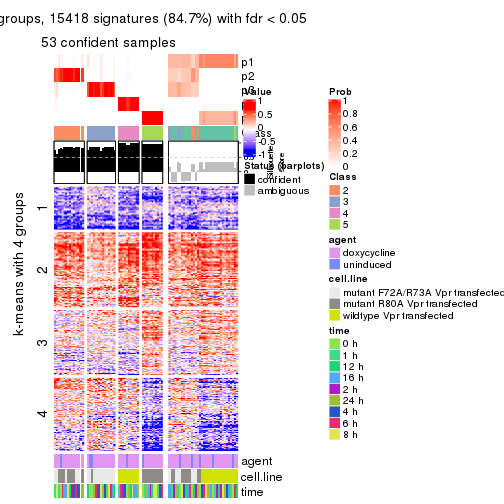 groups, 15418 signatures (84.7%) with fdr < 0.05
53 confident samples
p1
p2
Value
1
0.5
0
-0.5
-1
Prob
1
0.8
0.6
0.4
0.2
0
Status (barplots)
confident
ambiguous
Class
2
3
4
5
agent
doxycycline
uninduced
cell.line
mutant F72A/R73A Vpr transfected
mutant R80A Vpr transfected
wildtype Vpr transfected
time
0 h
1 h
12 h
16 h
2 h
24 h
4 h
6 h
8 h
k-means with 4 groups
1
2
3
4
agent
cell.line
time